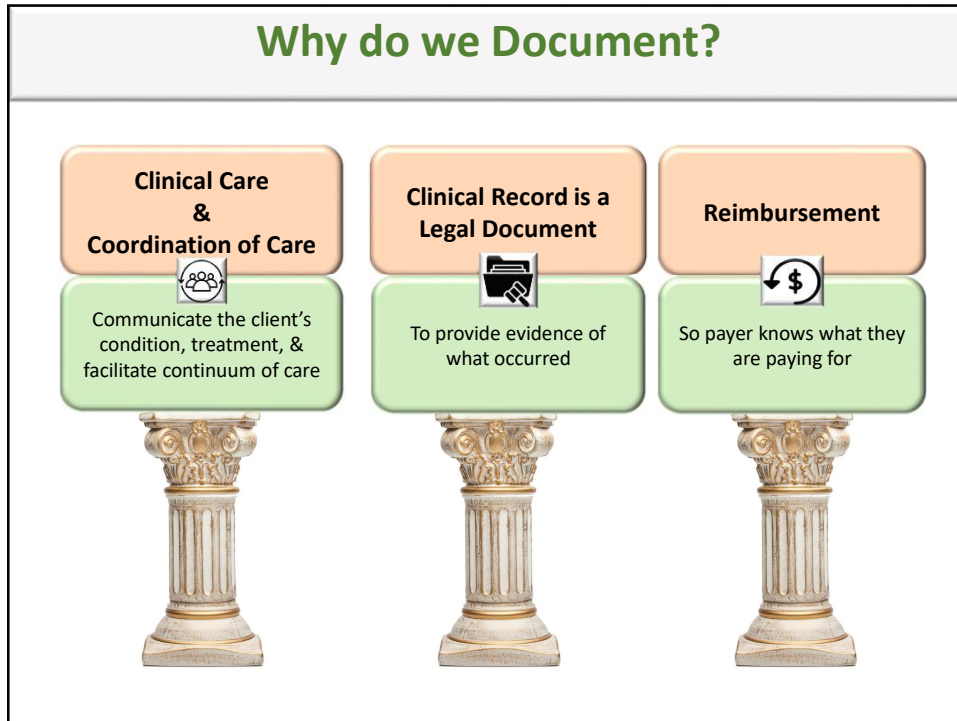 Why do we Document?
Clinical Care
&
Coordination of Care
Communicate the client’s
condition, treatment, &
facilitate continuum of care
Clinical Record is a
Legal Document
To provide evidence of
what occurred
Reimbursement
$
So payer knows what they
are paying for